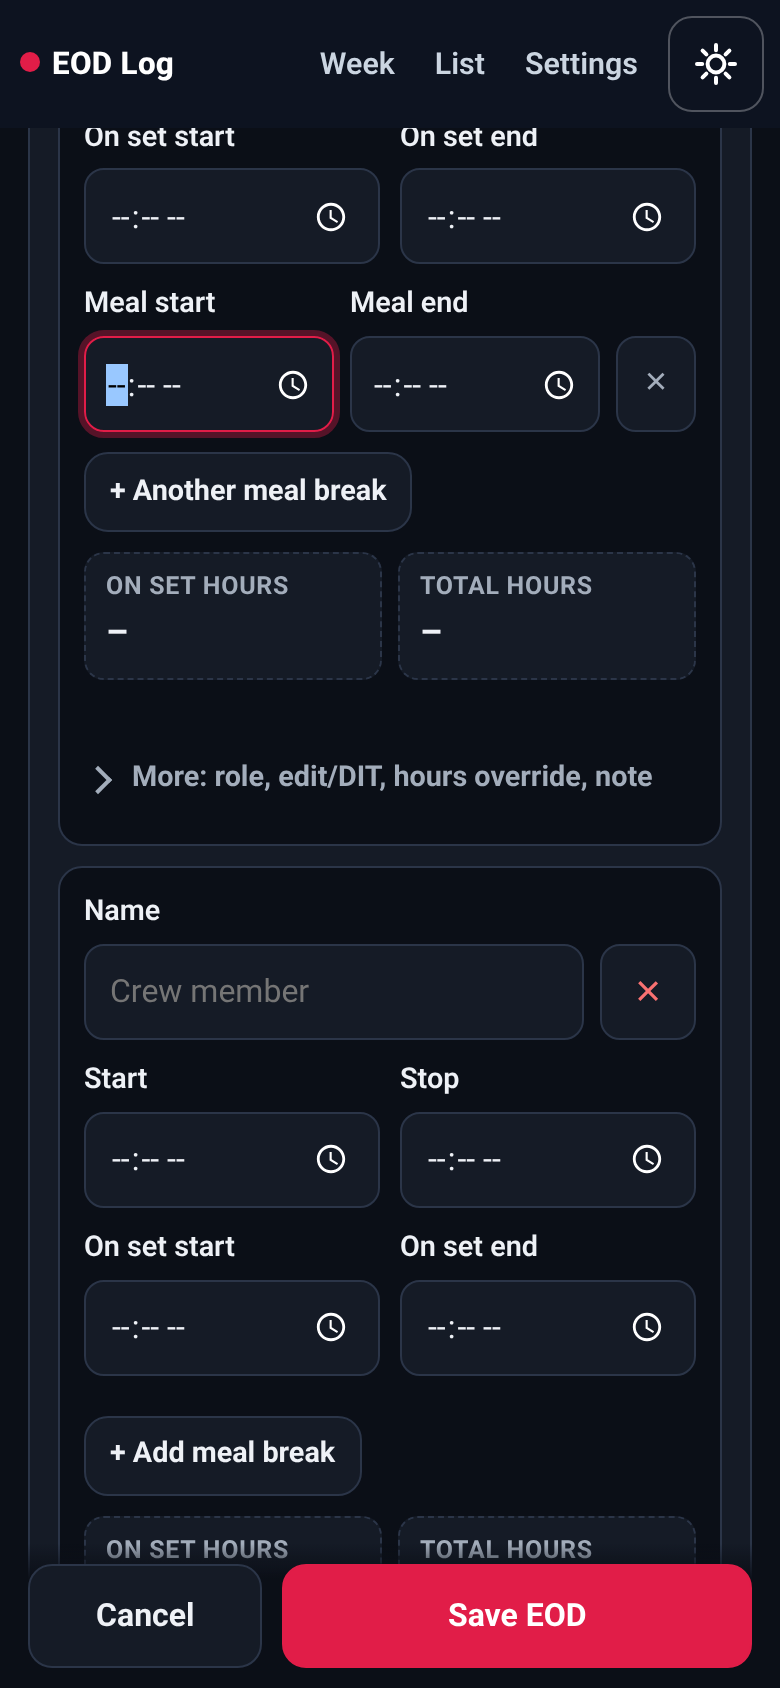 EOD Log Week List Settings
On set start On set end
--:-- -- --:-- --
Meal start Meal end
--:-- -- --:-- -- ×
+ Another meal break
ON SET HOURS TOTAL HOURS
– –
More: role, edit/DIT, hours override, note
Name
Crew member ×
Start Stop
--:-- -- --:-- --
On set start On set end
--:-- -- --:-- --
+ Add meal break
ON SET HOURS TOTAL HOURS
Cancel Save EOD